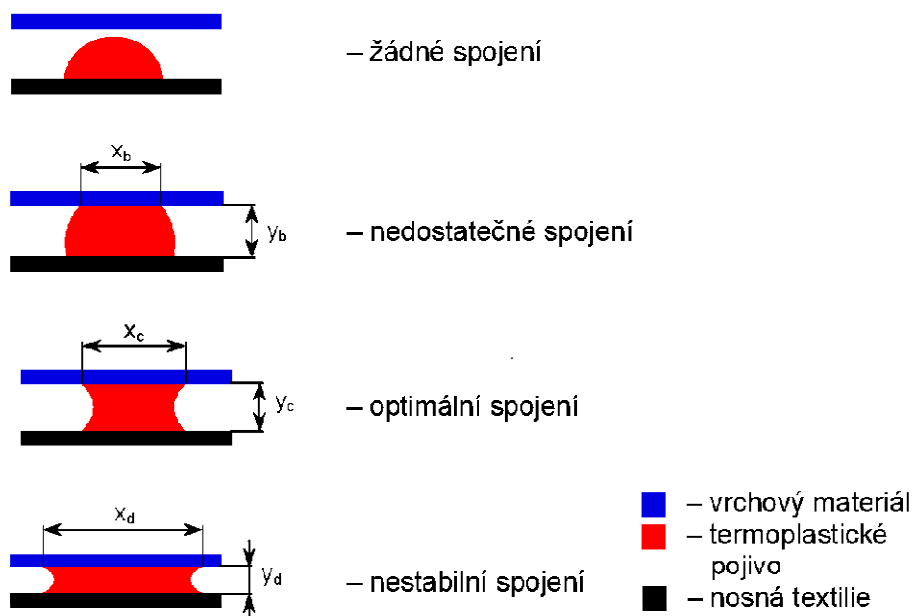 – žádné spojení
x_b
y_b
– nedostatečné spojení
x_c
y_c
– optimální spojení
x_d
y_d
– nestabilní spojení
– vrchový materiál
– termoplastické
pojivo
– nosná textilie